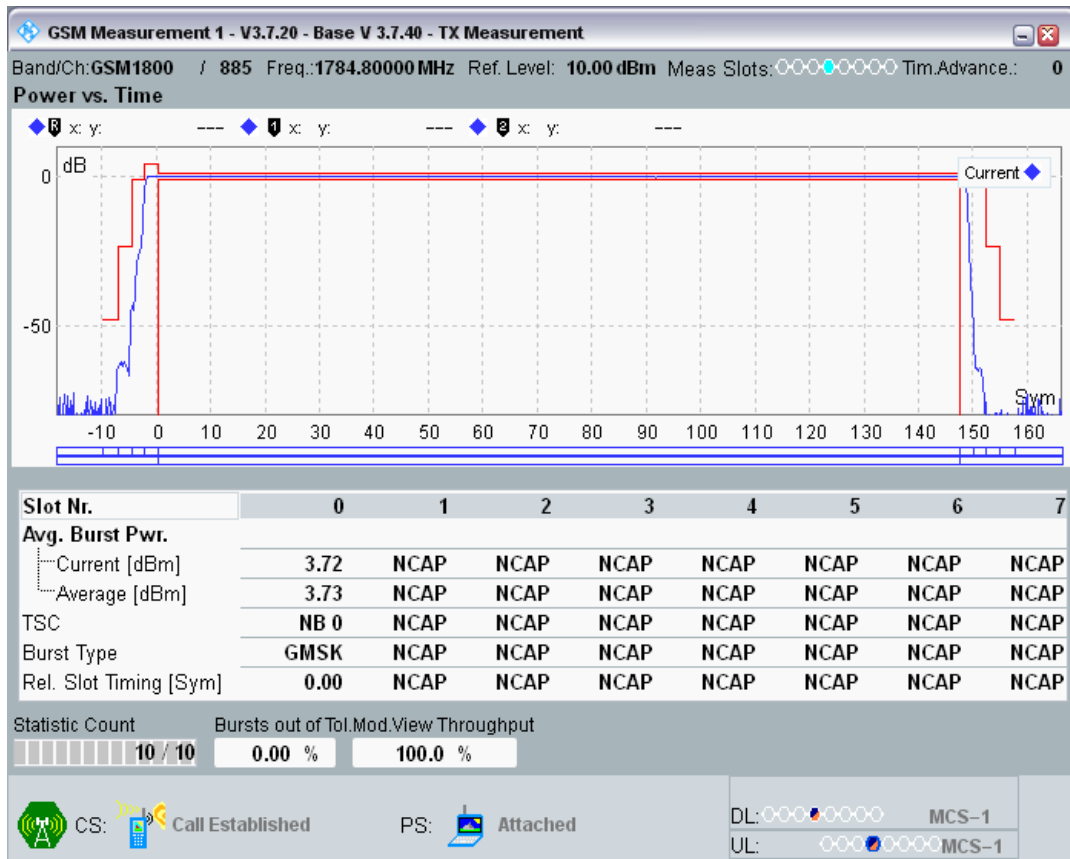 GSM Measurement 1 - V3.7.20 - Base V 3.7.40 - TX Measurement
Band/Ch:GSM1800 / 885 Freq.:1784.80000 MHz Ref. Level: 10.00 dBm Meas Slots: Tim.Advance.: 0
Power vs. Time
R x: y: --- 1 x: y: --- 2 x: y: ---
dB
Current
0
-50
Sym
-10 0 10 20 30 40 50 60 70 80 90 100 110 120 130 140 150 160
Slot Nr. 0 1 2 3 4 5 6 7
Avg. Burst Pwr.
Current [dBm] 3.72 NCAP NCAP NCAP NCAP NCAP NCAP NCAP
Average [dBm] 3.73 NCAP NCAP NCAP NCAP NCAP NCAP NCAP
TSC NB 0 NCAP NCAP NCAP NCAP NCAP NCAP NCAP
Burst Type GMSK NCAP NCAP NCAP NCAP NCAP NCAP NCAP
Rel. Slot Timing [Sym] 0.00 NCAP NCAP NCAP NCAP NCAP NCAP NCAP
Statistic Count Bursts out of Tol.Mod.View Throughput
10 / 10 0.00 % 100.0 %
CS: Call Established PS: Attached
DL: MCS-1
UL: MCS-1